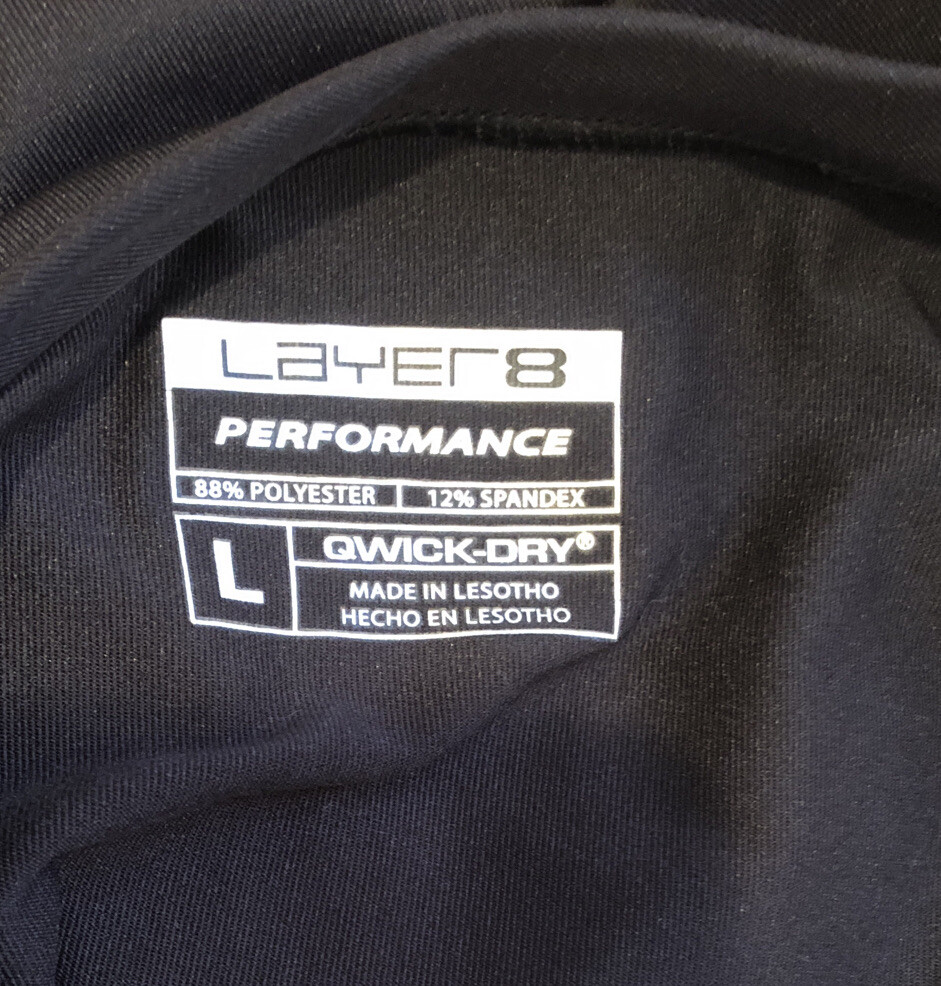 LAYER8
PERFORMANCE
88% POLYESTER 12% SPANDEX
L
QWICK-DRY®
MADE IN LESOTHO
HECHO EN LESOTHO